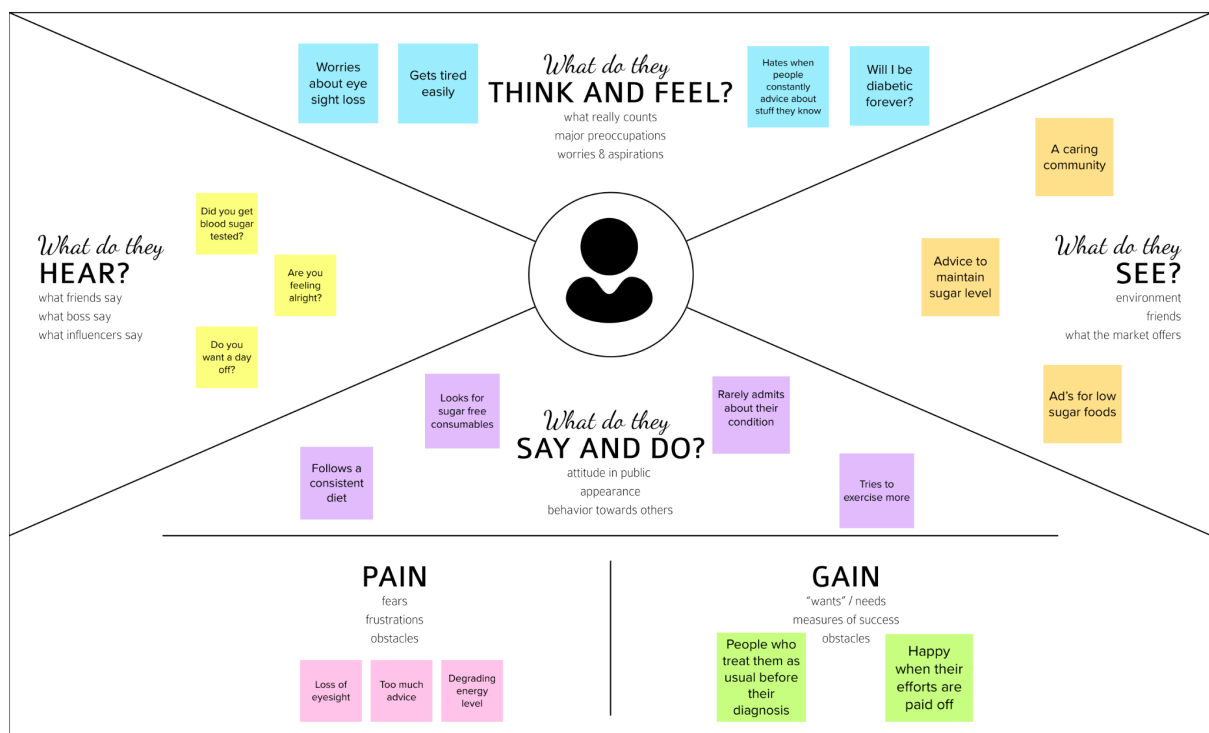 Worries
about eye
sight loss
Gets tired
easily
What do they
THINK AND FEEL?
what really counts
major preocupations
worries & aspirations
Hates when
people
constantly
advice about
stuff they know
Will I be
diabetic
forever?
What do they
HEAR?
what friends say
what boss say
what influencers say
Did you get
blood sugar
tested?
Are you
feeling
alright?
Do you
want a day
off?
A caring
community
Advice to
maintain
sugar level
Ad's for low
sugar foods
What do they
SEE?
environment
friends
what the market offers
Looks for
sugar free
consumables
Follows a
consistent
diet
What do they
SAY AND DO?
attitude in public
appearance
behavior towards others
Rarely admits
about their
condition
Tries to
exercise more
PAIN
fears
frustrations
obstacles
Loss of
eyesight
Too much
advice
Degrading
energy
level
GAIN
“wants” / needs
measures of success
obstacles
People who
treat them as
usual before
their
diagnosis
Happy
when their
efforts are
paid off